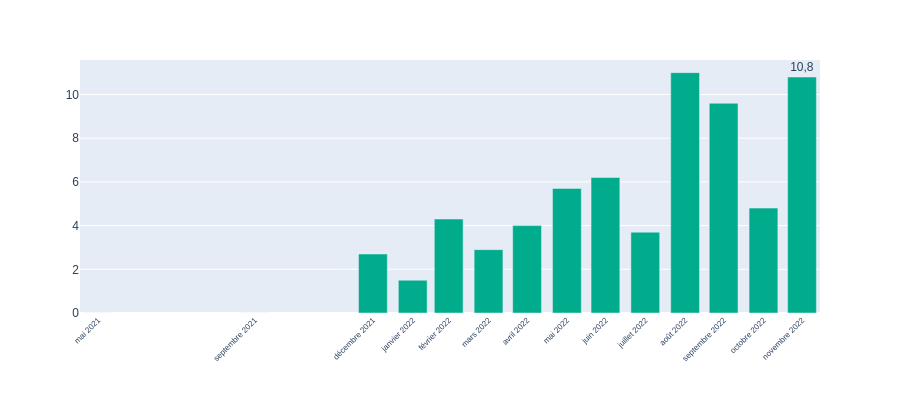 10,8
10
8
6
4
2
0
mai 2021
septembre 2021
décembre 2021
janvier 2022
février 2022
mars 2022
avril 2022
mai 2022
juin 2022
juillet 2022
août 2022
septembre 2022
octobre 2022
novembre 2022